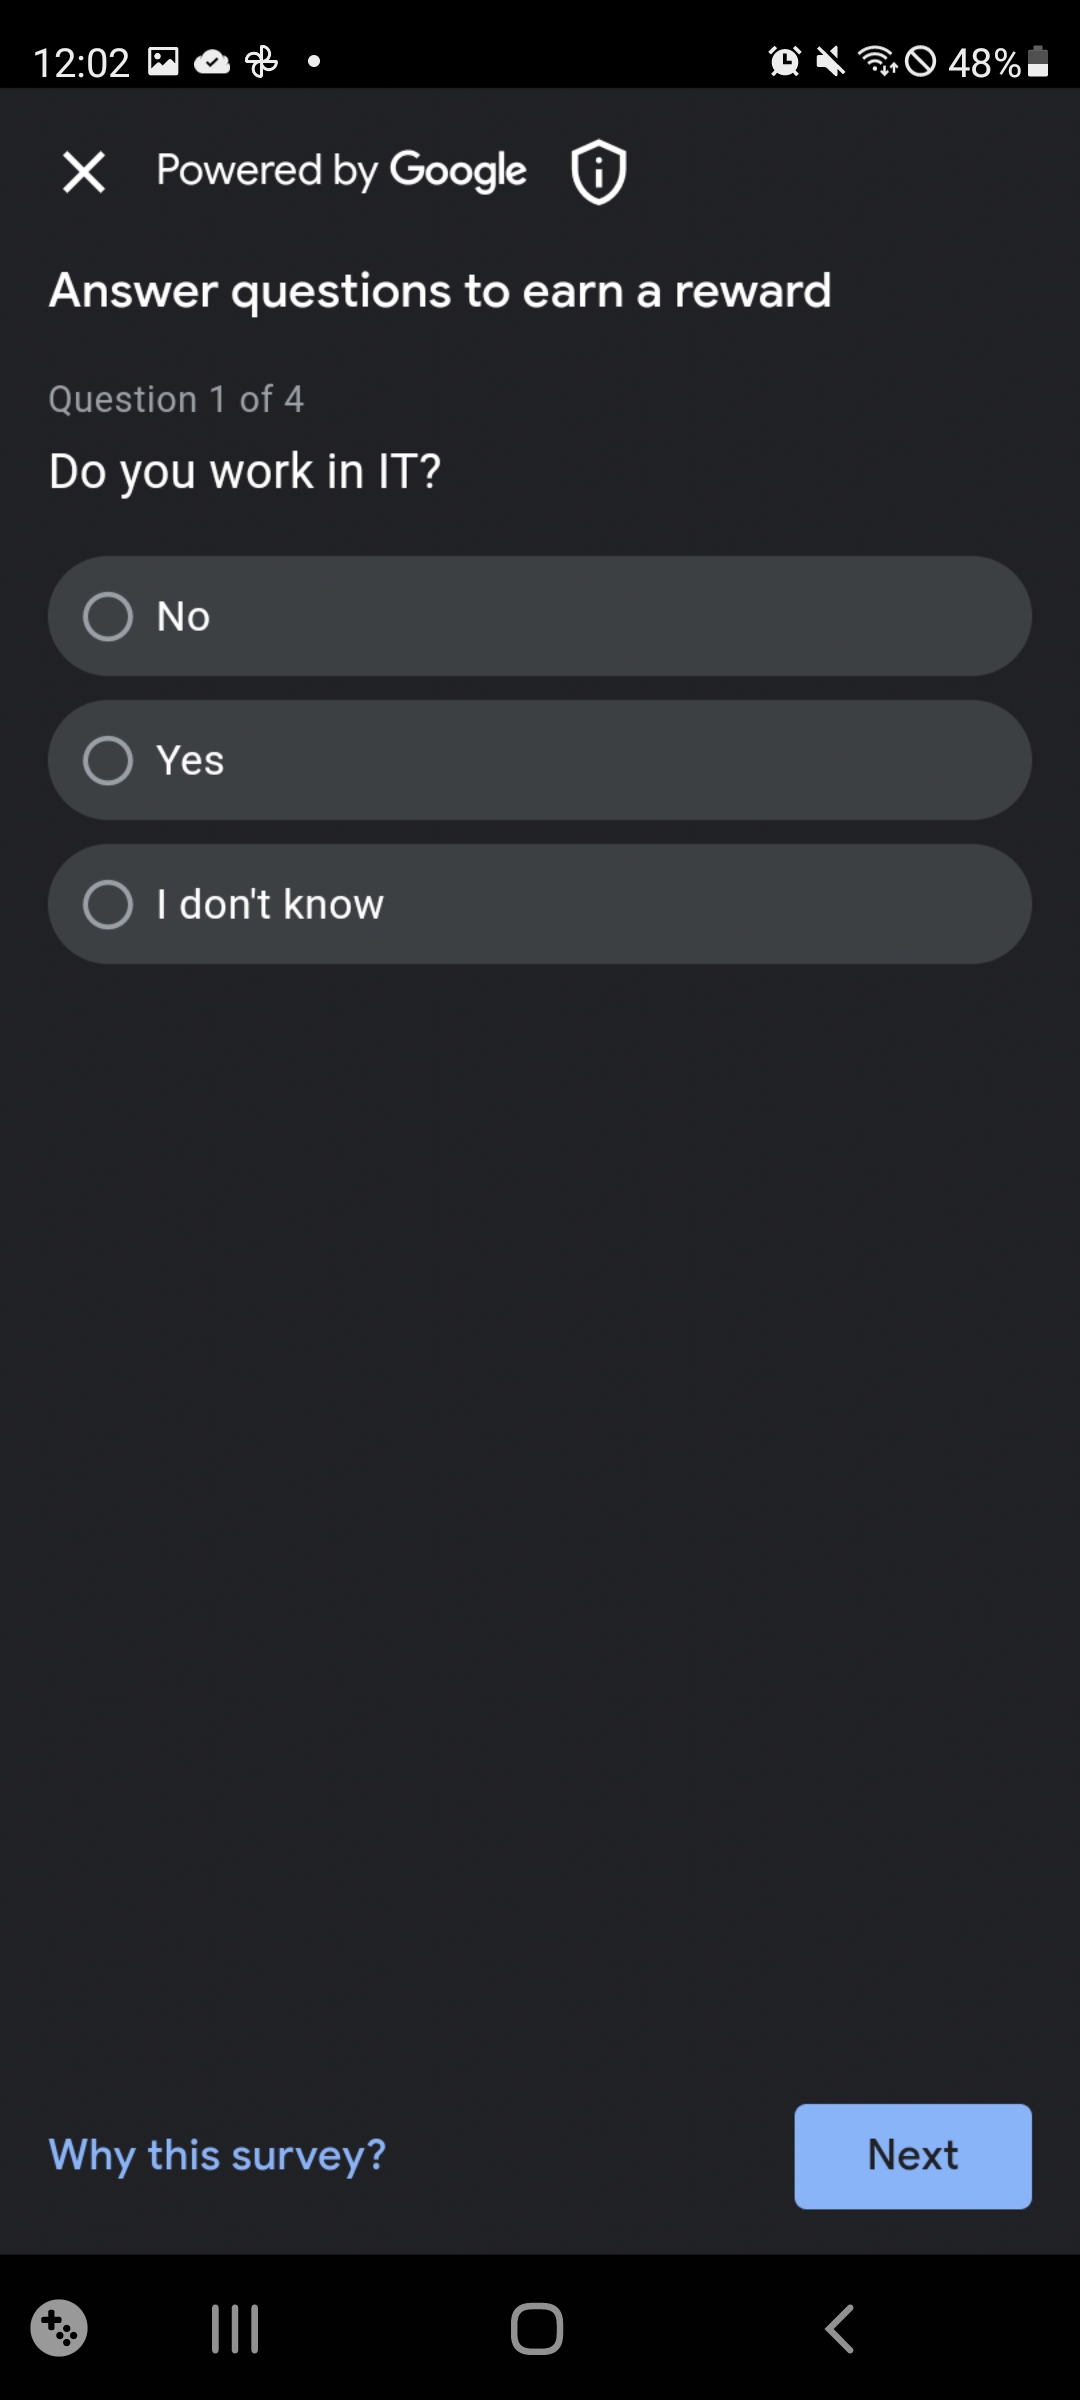 12:02
48%
Powered by Google
Answer questions to earn a reward
Question 1 of 4
Do you work in IT?
No
Yes
I don't know
Why this survey?
Next